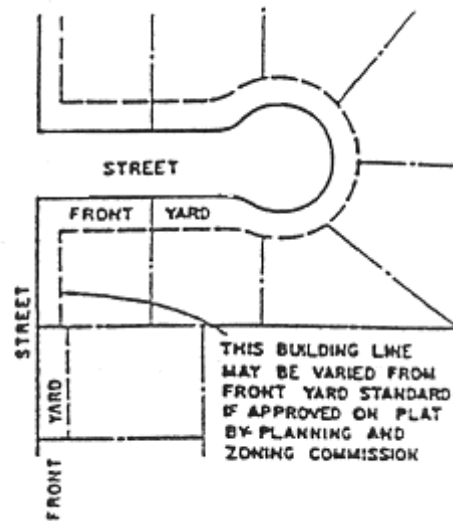 STREET
FRONT YARD
STREET
YARD
FRONT
THIS BUILDING LINE
MAY BE VARIED FROM
FRONT YARD STANDARD
IF APPROVED ON PLAT
BY PLANNING AND
ZONING COMMISSION